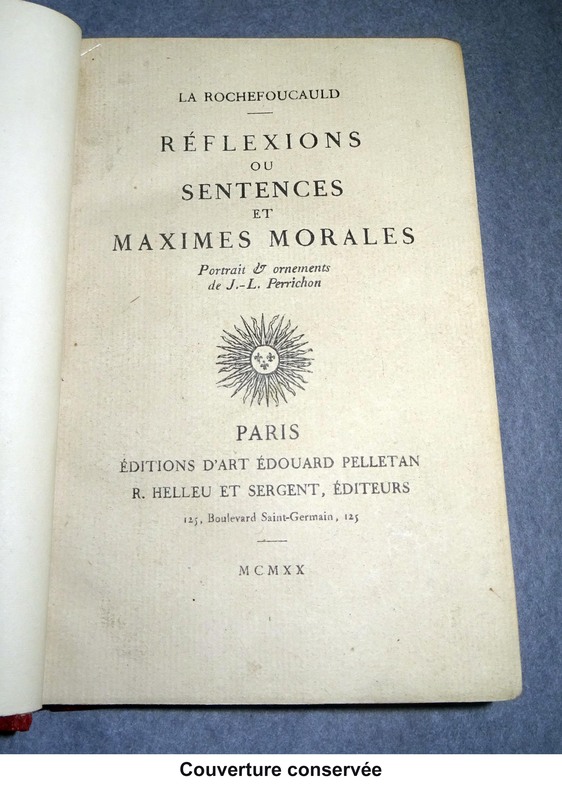 LA ROCHEFOUCAULD
RÉFLEXIONS
OU
SENTENCES
ET
MAXIMES MORALES
Portrait & ornements
de J.-L. Perrichon
PARIS
ÉDITIONS D'ART ÉDOUARD PELLETAN
R. HELLEU ET SERGENT, ÉDITEURS
125, Boulevard Saint-Germain, 125
MCMXX
Couverture conservée